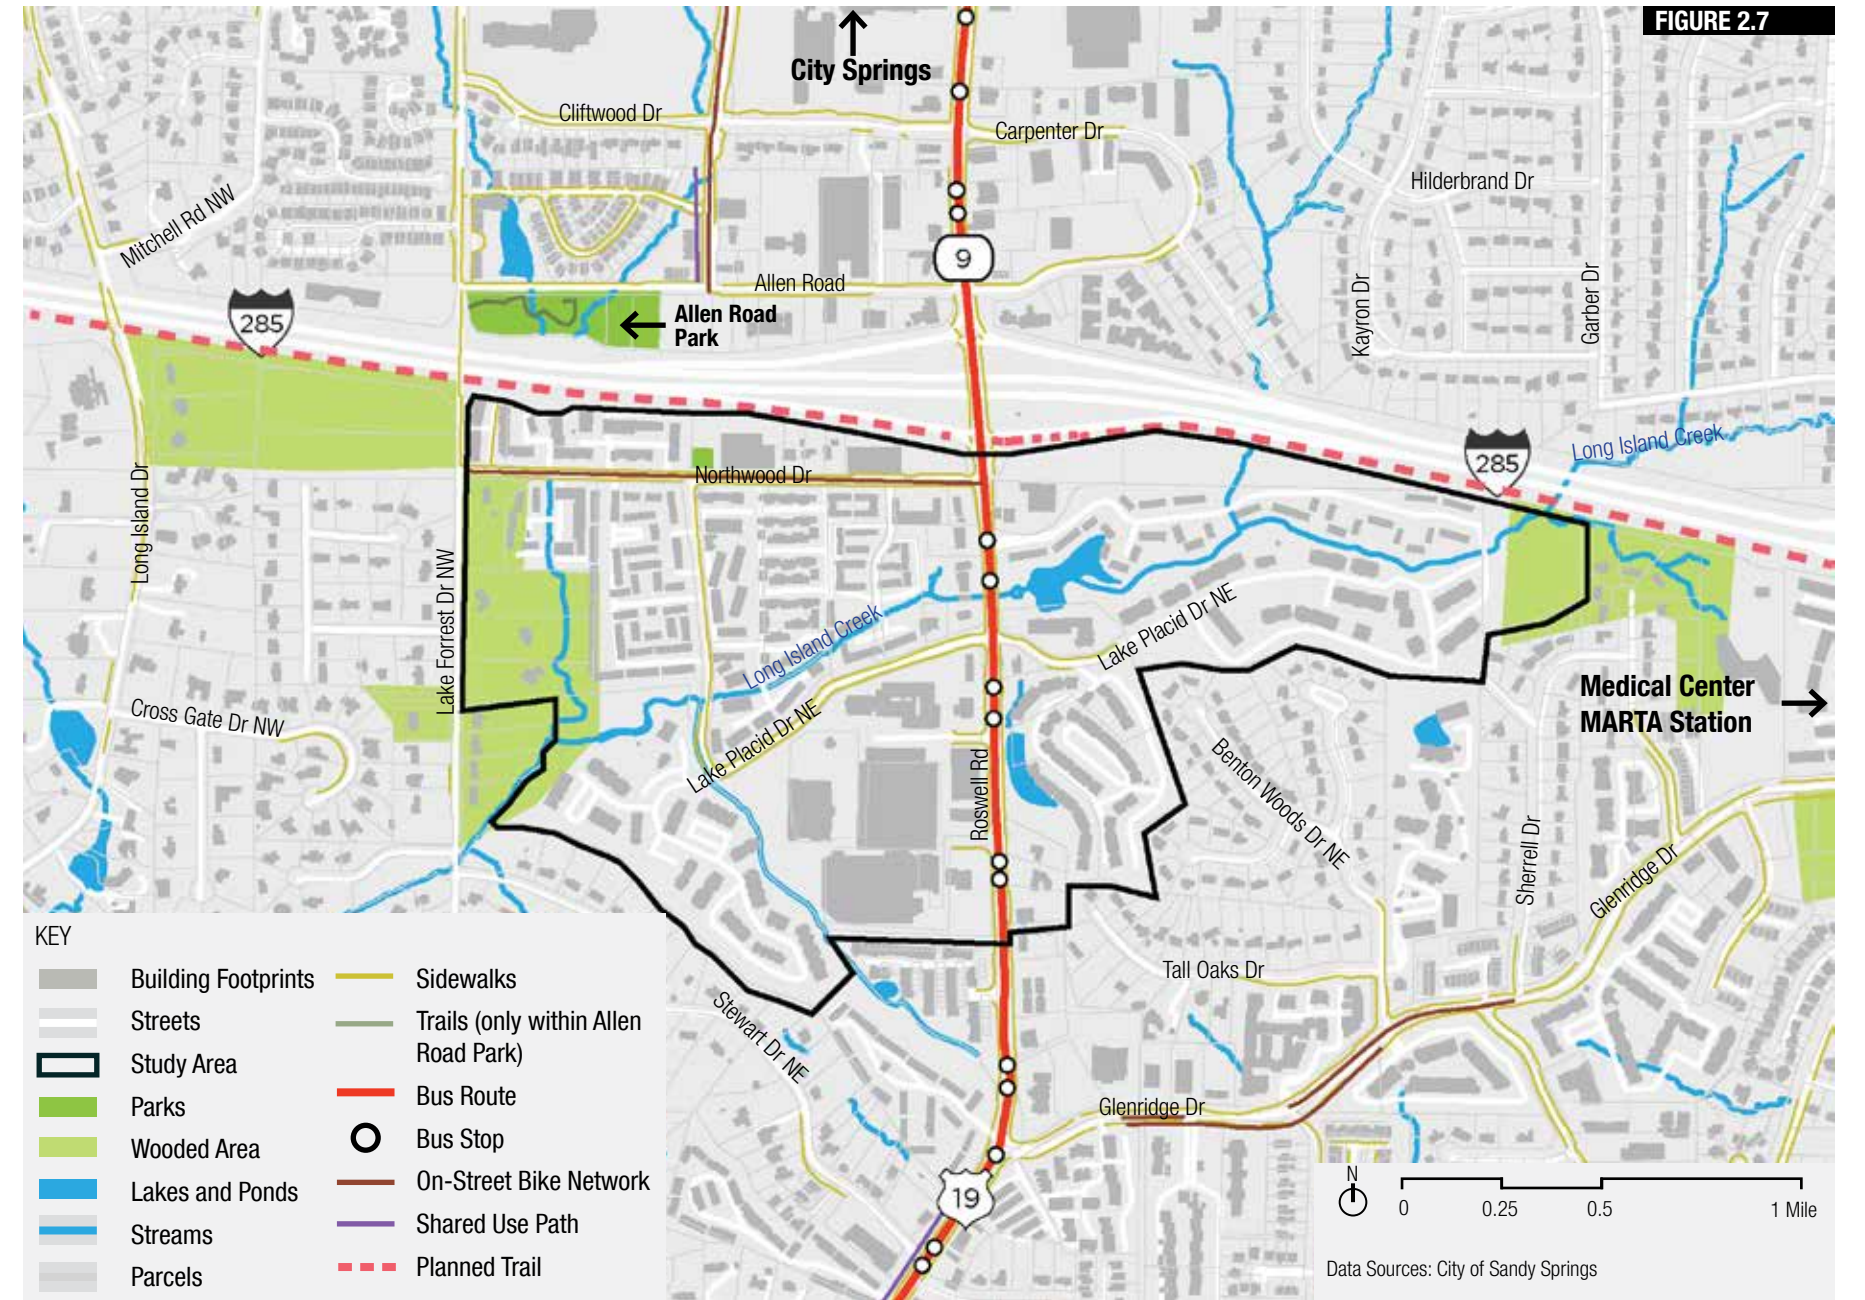 FIGURE 2.7
City Springs
Cliftwood Dr
Carpenter Dr
Hilderbrand Dr
Mitchell Rd NW
9
Allen Road
Allen Road
Park
285
Kayron Dr
Garber Dr
Long Island Creek
285
Northwood Dr
Long Island Dr
Lake Forrest Dr NW
Long Island Creek
Lake Placid Dr NE
Cross Gate Dr NW
Lake Placid Dr NE
Roswell Rd
Benton Woods Dr NE
Medical Center
MARTA Station
Sherrell Dr
Glenridge Dr
Tall Oaks Dr
Stewart Dr NE
Glenridge Dr
19
KEY
Building Footprints
Streets
Study Area
Parks
Wooded Area
Lakes and Ponds
Streams
Parcels
Sidewalks
Trails (only within Allen
Road Park)
Bus Route
Bus Stop
On-Street Bike Network
Shared Use Path
Planned Trail
N
0 0.25 0.5 1 Mile
Data Sources: City of Sandy Springs